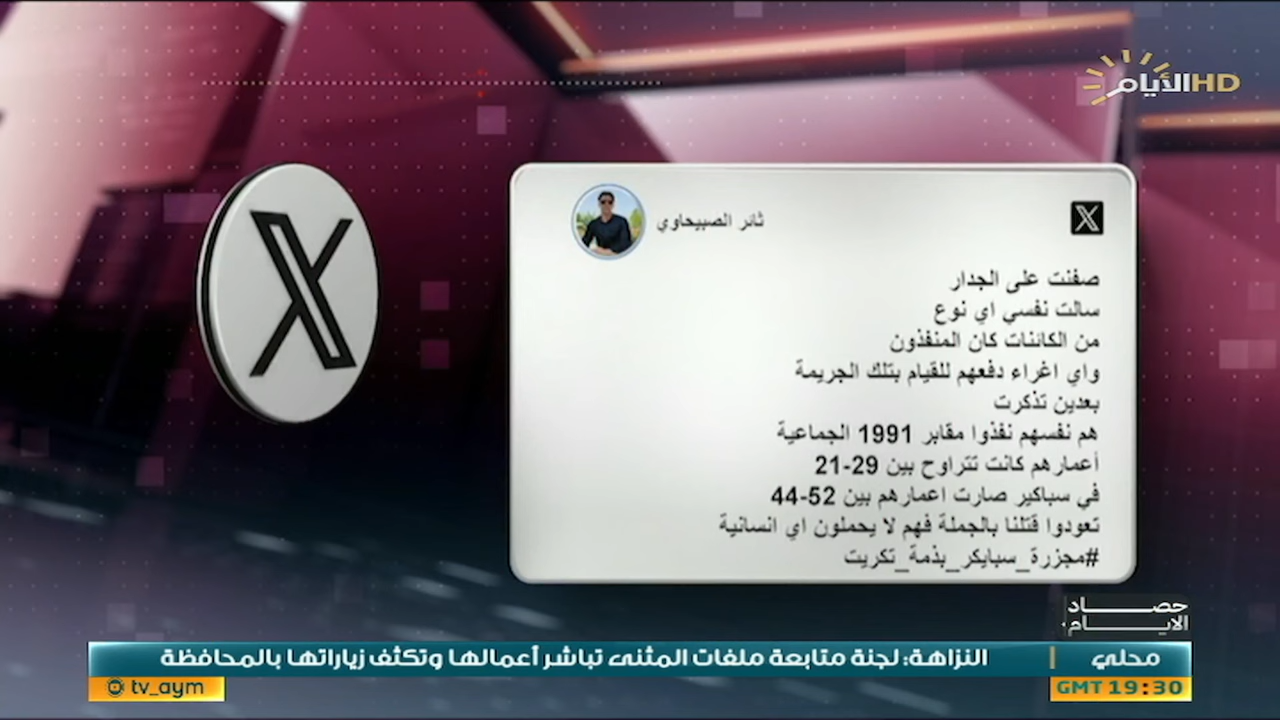 الأيام HD
ثائر الصبيحاوي
صفنت على الجدار
سالت نفسي اي نوع
من الكائنات كان المنفذون
واي اغراء دفعهم للقيام بتلك الجريمة
بعدين تذكرت
هم نفسهم نفذوا مقابر 1991 الجماعية
أعمارهم كانت تتراوح بين 29-21
في سباكير صارت اعمارهم بين 52-44
تعودوا قتلنا بالجملة فهم لا يحملون اي انسانية
#مجزرة_سبايكر_بذمة_تكريت
حصاد
الايام
محلي | النزاهة: لجنة متابعة ملفات المثنى تباشر أعمالها وتكثف زياراتها بالمحافظة
tv_aym
GMT 19:30